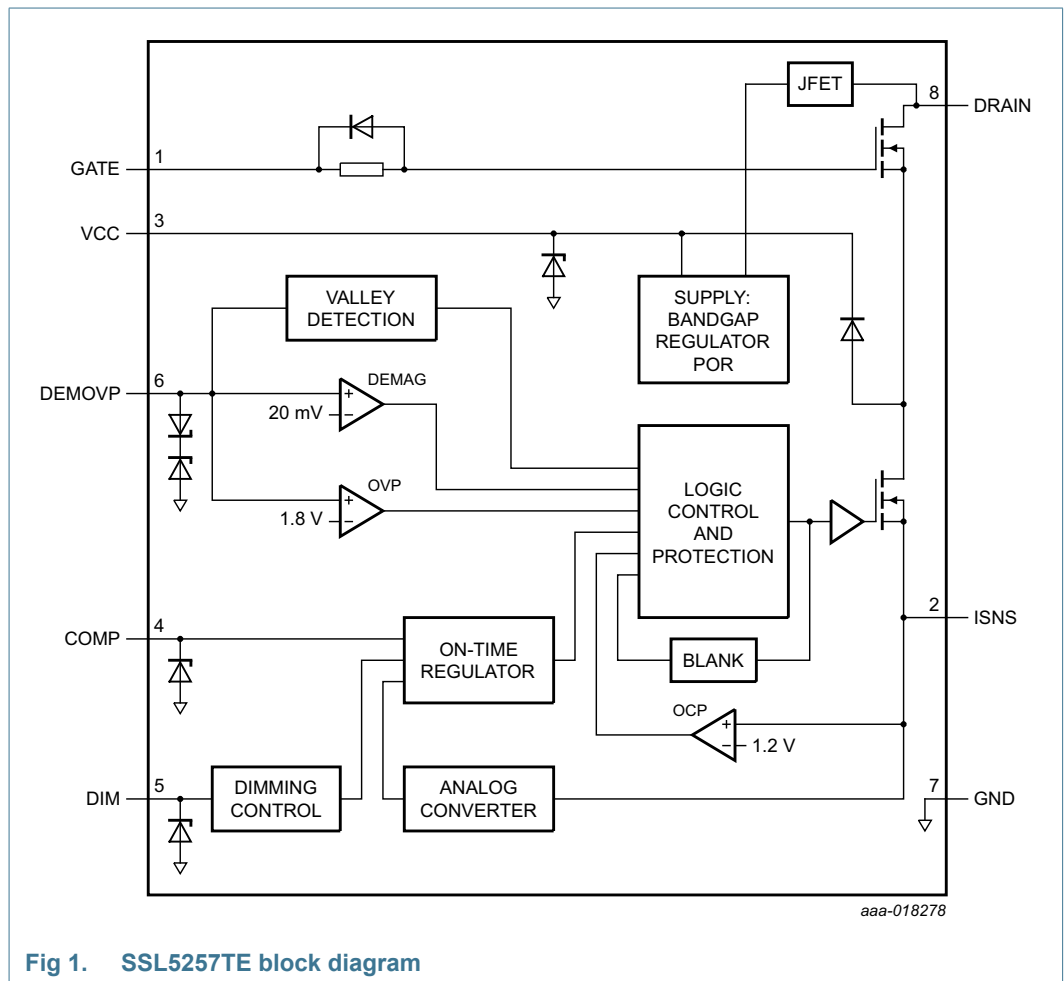 JFET
8
DRAIN
GATE
1
VCC
3
VALLEY
DETECTION
SUPPLY:
BANDGAP
REGULATOR
POR
DEMOVP
6
DEMAG
+
20 mV
−
OVP
+
1.8 V
−
LOGIC
CONTROL
AND
PROTECTION
2
ISNS
COMP
4
ON-TIME
REGULATOR
BLANK
OCP
+
−
1.2 V
DIM
5
DIMMING
CONTROL
ANALOG
CONVERTER
7
GND
aaa-018278
Fig 1. SSL5257TE block diagram